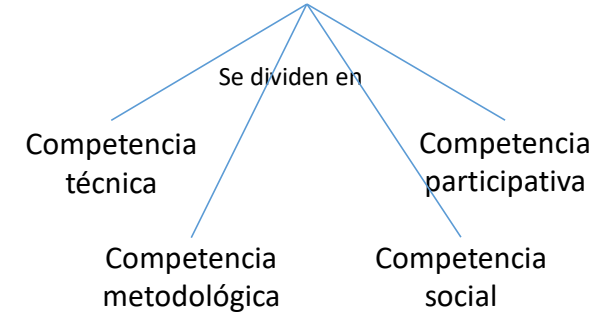 Se dividen en
Competencia
técnica
Competencia
participativa
Competencia
metodológica
Competencia
social